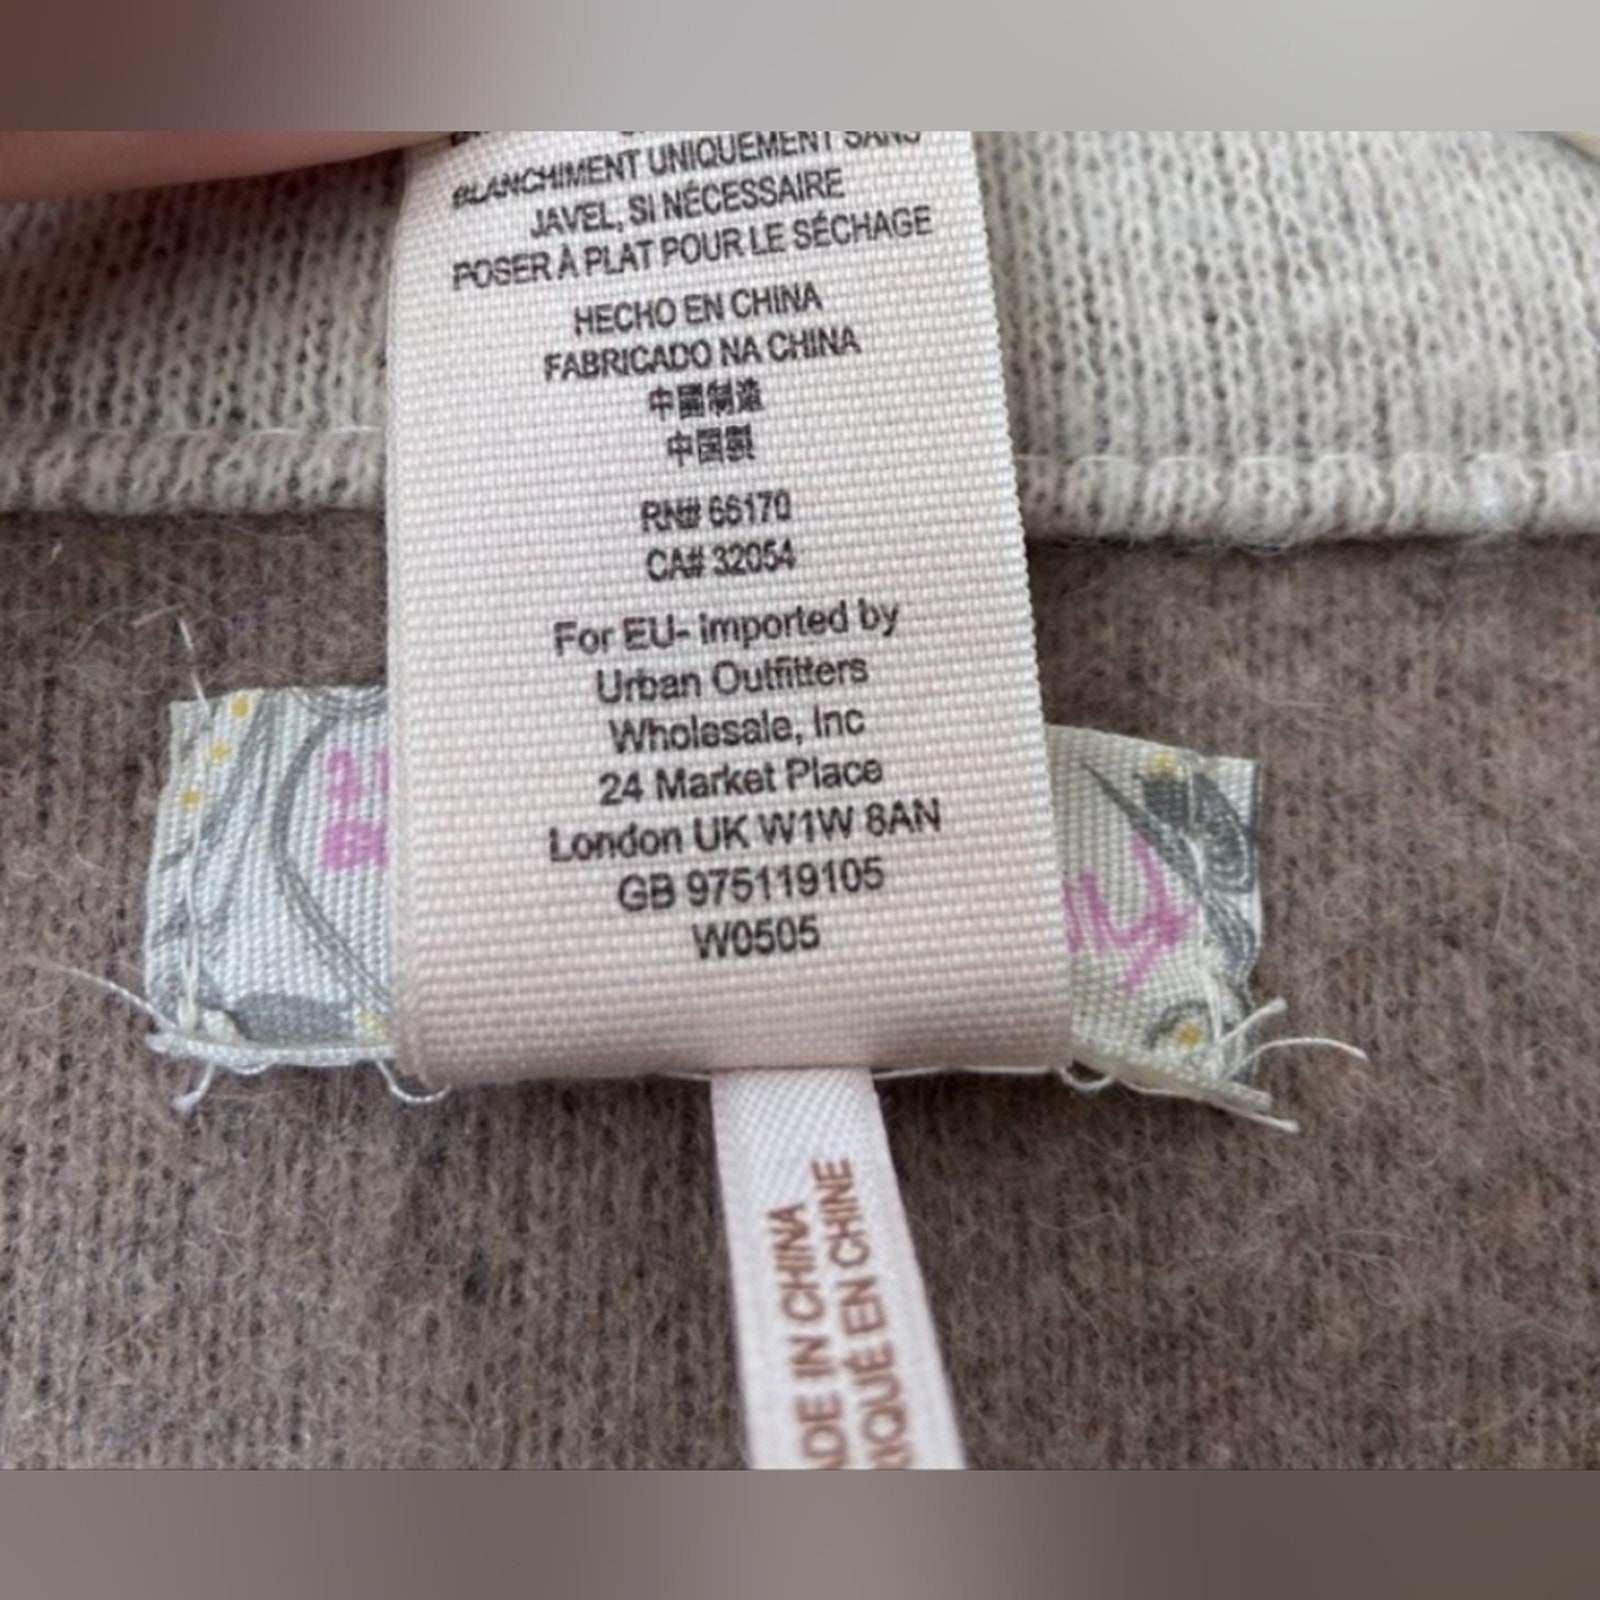 BLANCHIMENT UNIQUEMENT SANS
JAVEL, SI NÉCESSAIRE
POSER À PLAT POUR LE SÉCHAGE
HECHO EN CHINA
FABRICADO NA CHINA
中國制造
中国製
RN# 66170
CA# 32054
For EU- imported by
Urban Outfitters
Wholesale, Inc
24 Market Place
London UK W1W 8AN
GB 975119105
W0505
ADE IN CHINA
RIQUÉ EN CHINE